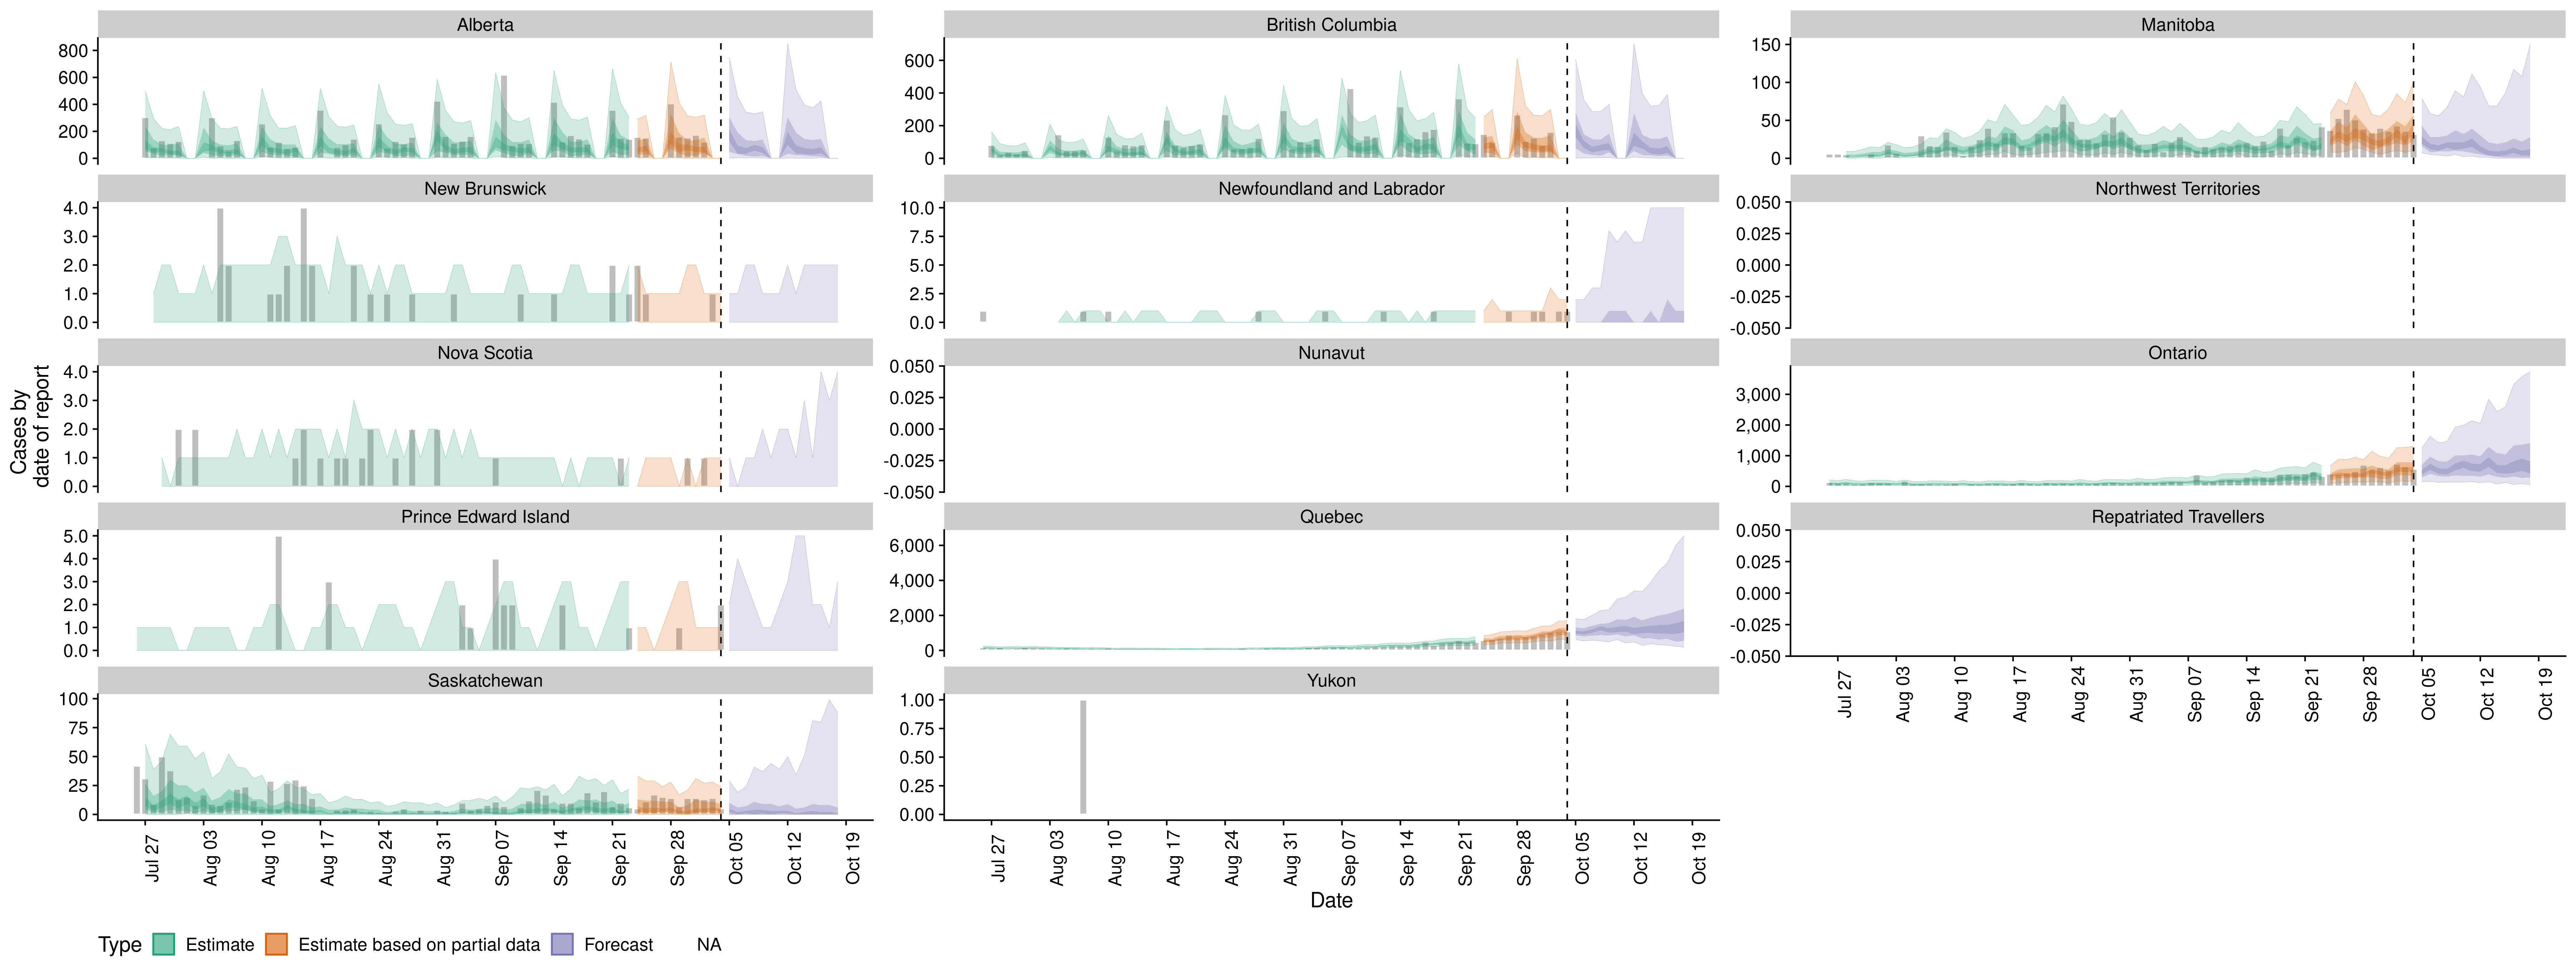 Alberta
800
600
400
200
0
British Columbia
600
400
200
0
Manitoba
150
100
50
0
New Brunswick
4.0
3.0
2.0
1.0
0.0
Newfoundland and Labrador
10.0
7.5
5.0
2.5
0.0
Northwest Territories
0.050
0.025
0.000
-0.025
-0.050
Nova Scotia
4.0
3.0
2.0
1.0
0.0
Nunavut
0.050
0.025
0.000
-0.025
-0.050
Ontario
3,000
2,000
1,000
0
Prince Edward Island
5.0
4.0
3.0
2.0
1.0
0.0
Quebec
6,000
4,000
2,000
0
Repatriated Travellers
0.050
0.025
0.000
-0.025
-0.050
Jul 27
Aug 03
Aug 10
Aug 17
Aug 24
Aug 31
Sep 07
Sep 14
Sep 21
Sep 28
Oct 05
Oct 12
Oct 19
Saskatchewan
100
75
50
25
0
Jul 27
Aug 03
Aug 10
Aug 17
Aug 24
Aug 31
Sep 07
Sep 14
Sep 21
Sep 28
Oct 05
Oct 12
Oct 19
Yukon
1.00
0.75
0.50
0.25
0.00
Jul 27
Aug 03
Aug 10
Aug 17
Aug 24
Aug 31
Sep 07
Sep 14
Sep 21
Sep 28
Oct 05
Oct 12
Oct 19
Cases by
date of report
Date
Type
Estimate
Estimate based on partial data
Forecast
NA